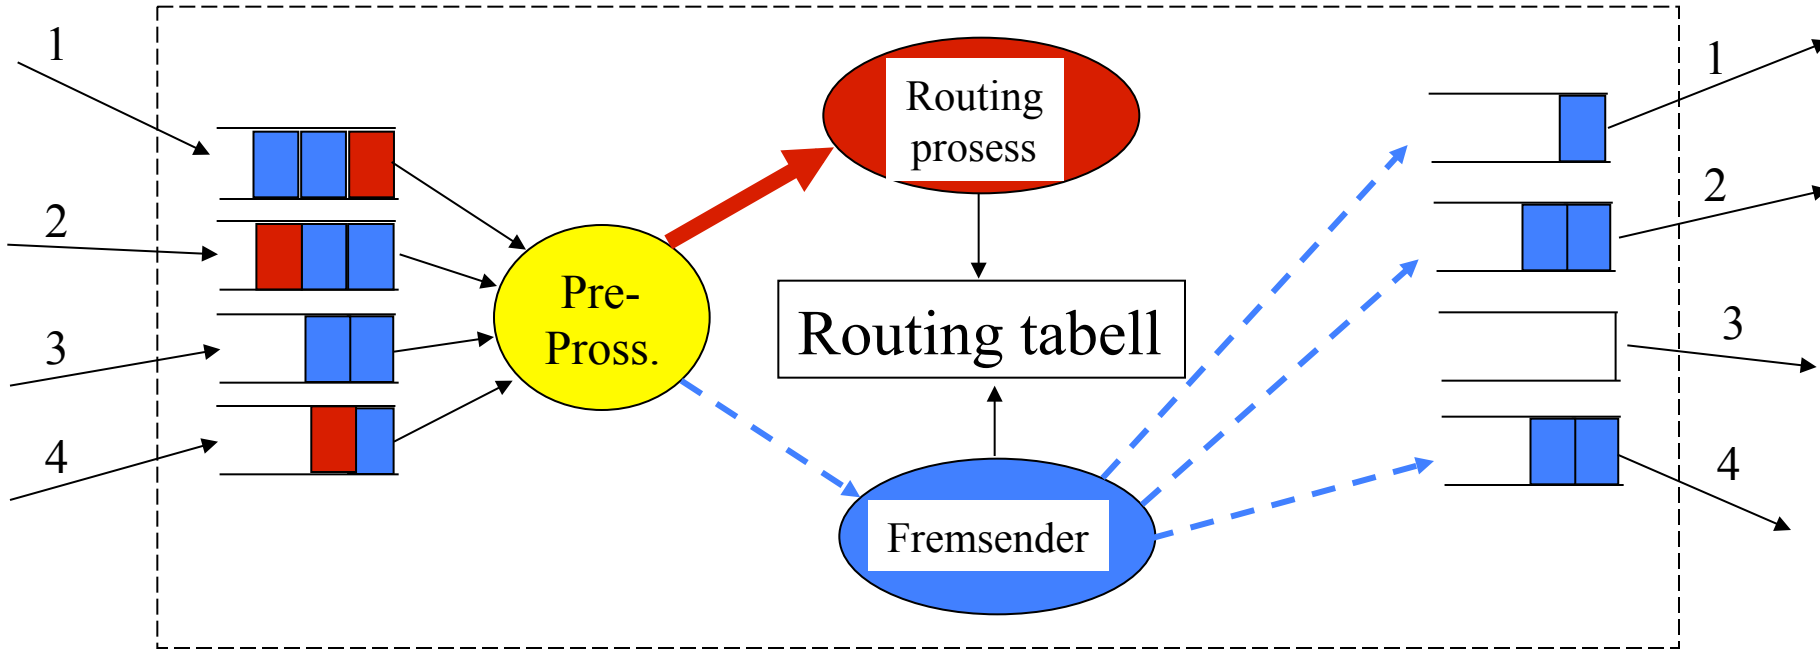 1
2
3
4
Pre-
Pross.
Routing
prosess
Routing tabell
Fremsender
1
2
3
4